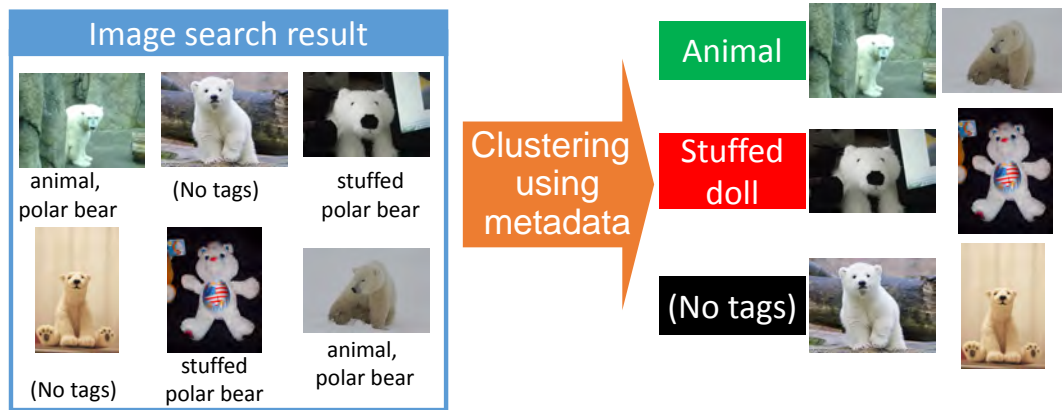 Image search result
animal,
polar bear
(No tags)
stuffed
polar bear
(No tags)
stuffed
polar bear
animal,
polar bear
Clustering
using
metadata
Animal
Stuffed
doll
(No tags)